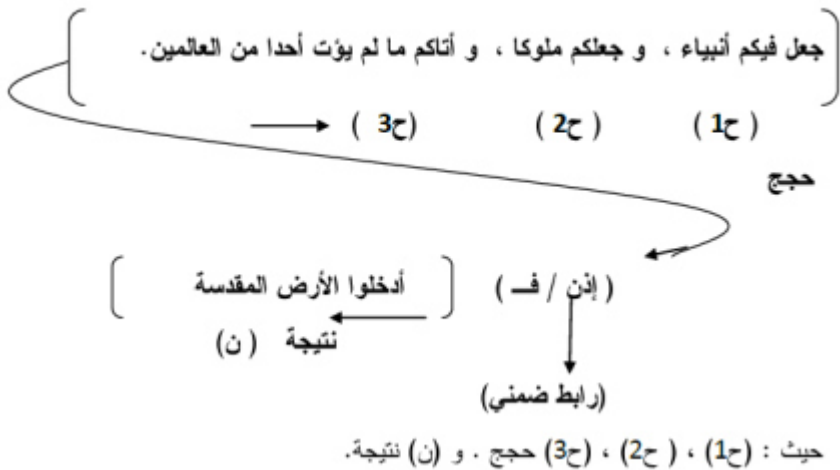 جعل فيكم أنبياء ، و جعلكم ملوكا ، و أتاكم ما لم يؤت أحدا من العالمين.
( ح1) ( ح2 ) (ح3 )
حجج
( إذن / فـــ ) ( أدخلوا الأرض المقدسة )
نتيجة ( ن)
(رابط ضمني)
حيث : (ح1) ، ( ح2) ، (ح3) حجج . و (ن) نتيجة.